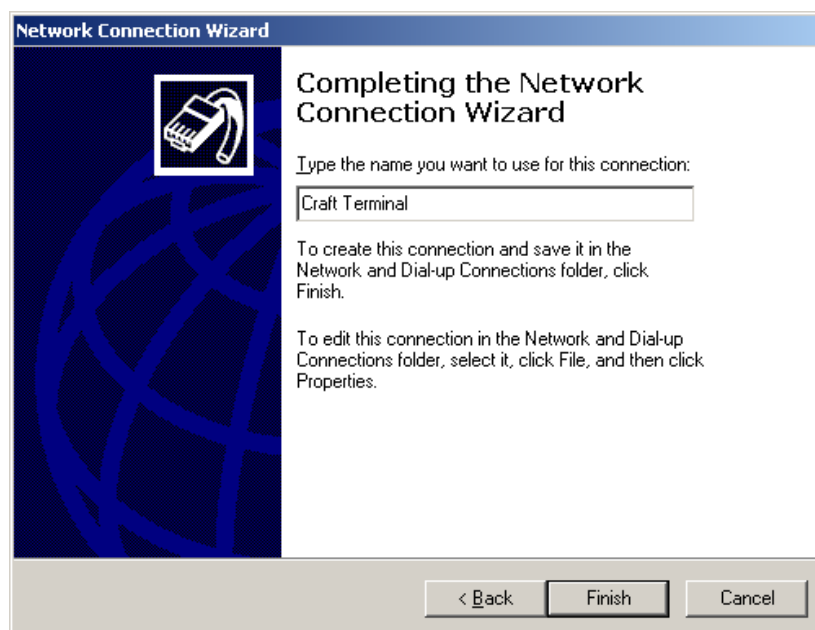 Network Connection Wizard
Completing the Network
Connection Wizard
Type the name you want to use for this connection:
Craft Terminal
To create this connection and save it in the
Network and Dial-up Connections folder, click
Finish.
To edit this connection in the Network and Dial-up
Connections folder, select it, click File, and then click
Properties.
< Back Finish Cancel